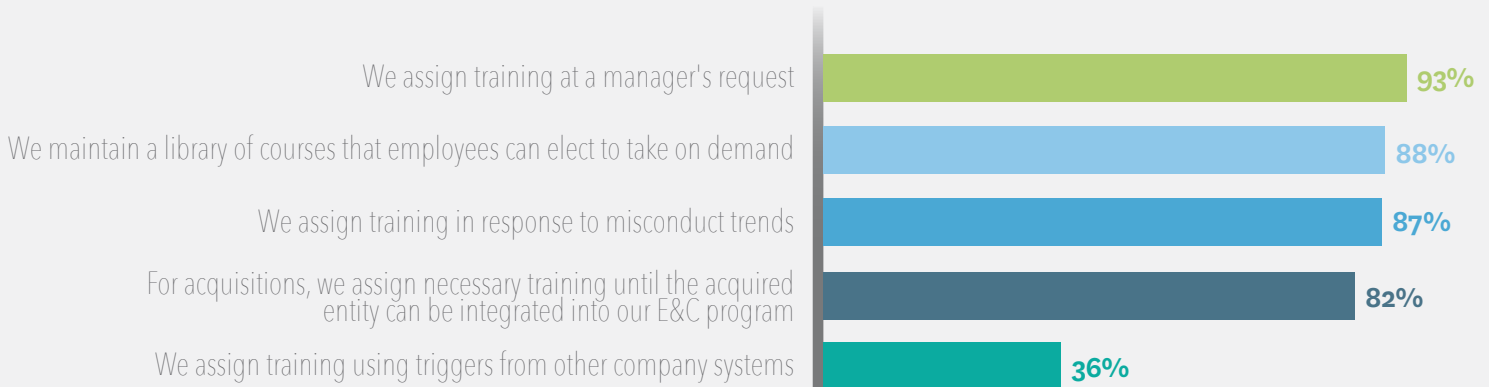 We assign training at a manager's request
93%
We maintain a library of courses that employees can elect to take on demand
88%
We assign training in response to misconduct trends
87%
For acquisitions, we assign necessary training until the acquired
entity can be integrated into our E&C program
82%
We assign training using triggers from other company systems
36%